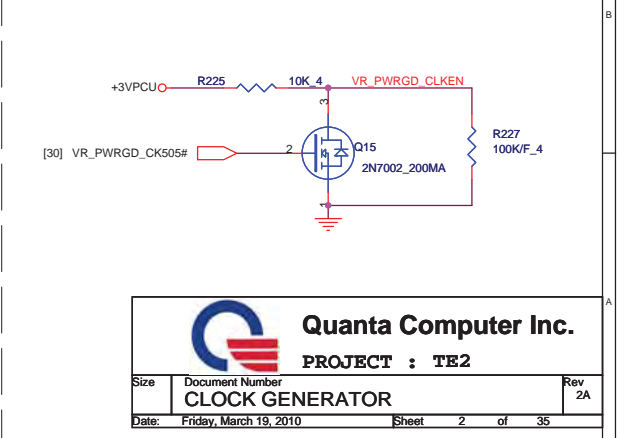 B
+3VPCU R225 10K_4 VR_PWRGD_CLKEN
3
R227
100K/F_4
[30] VR_PWRGD_CK505# 2 Q15
2N7002_200MA
1
A
Quanta Computer Inc.
PROJECT : TE2
Size Document Number Rev
CLOCK GENERATOR 2A
Date: Friday, March 19, 2010 Sheet 2 of 35